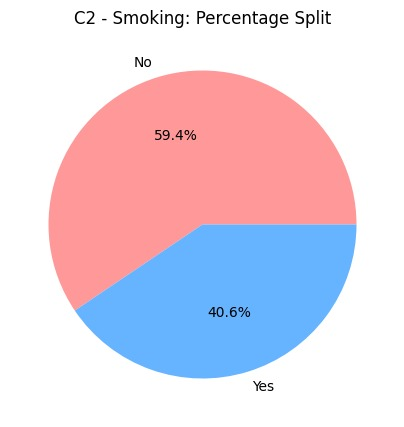 C2 - Smoking: Percentage Split
No
59.4%
40.6%
Yes